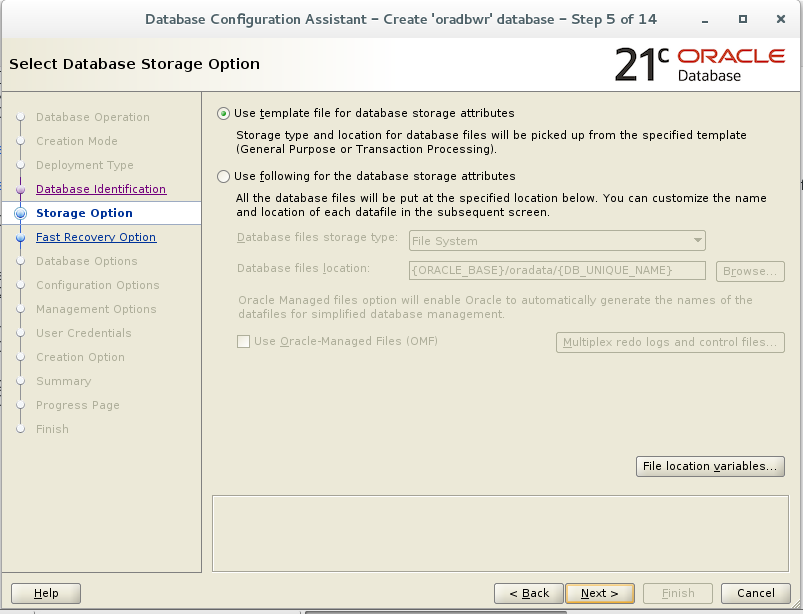 Database Configuration Assistant - Create 'oradbwr' database - Step 5 of 14
Select Database Storage Option
21c ORACLE
Database
Database Operation
Creation Mode
Deployment Type
Database Identification
Storage Option
Fast Recovery Option
Database Options
Configuration Options
Management Options
User Credentials
Creation Option
Summary
Progress Page
Finish
Use template file for database storage attributes
Storage type and location for database files will be picked up from the specified template
(General Purpose or Transaction Processing).
Use following for the database storage attributes
All the database files will be put at the specified location below. You can customize the name
and location of each datafile in the subsequent screen.
Database files storage type: File System
Database files location: {ORACLE_BASE}/oradata/{DB_UNIQUE_NAME} Browse...
Oracle Managed files option will enable Oracle to automatically generate the names of the
datafiles for simplified database management.
Use Oracle-Managed Files (OMF) Multiplex redo logs and control files...
File location variables...
Help < Back Next > Finish Cancel